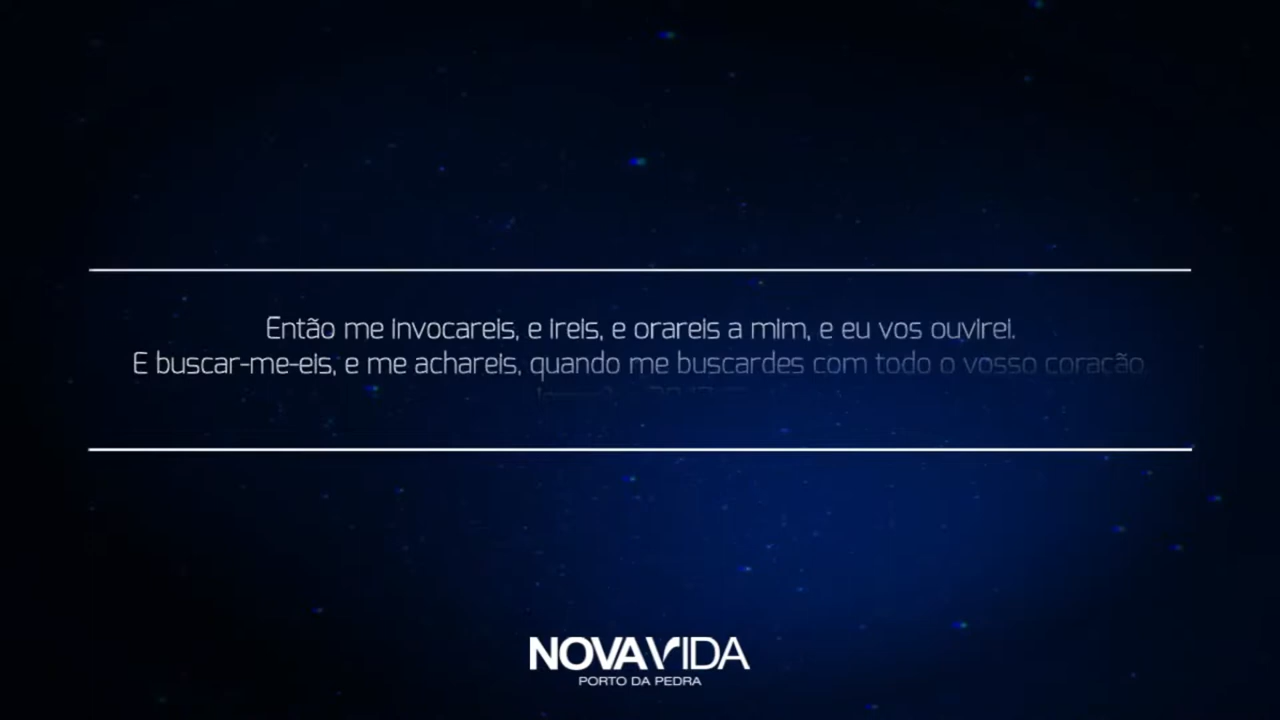 Então me invocareis, e ireis, e orareis a mim, e eu vos ouvirei.
E buscar-me-eis, e me achareis, quando me buscardes com todo o vosso coração
NOVAVIDA
PORTO DA PEDRA